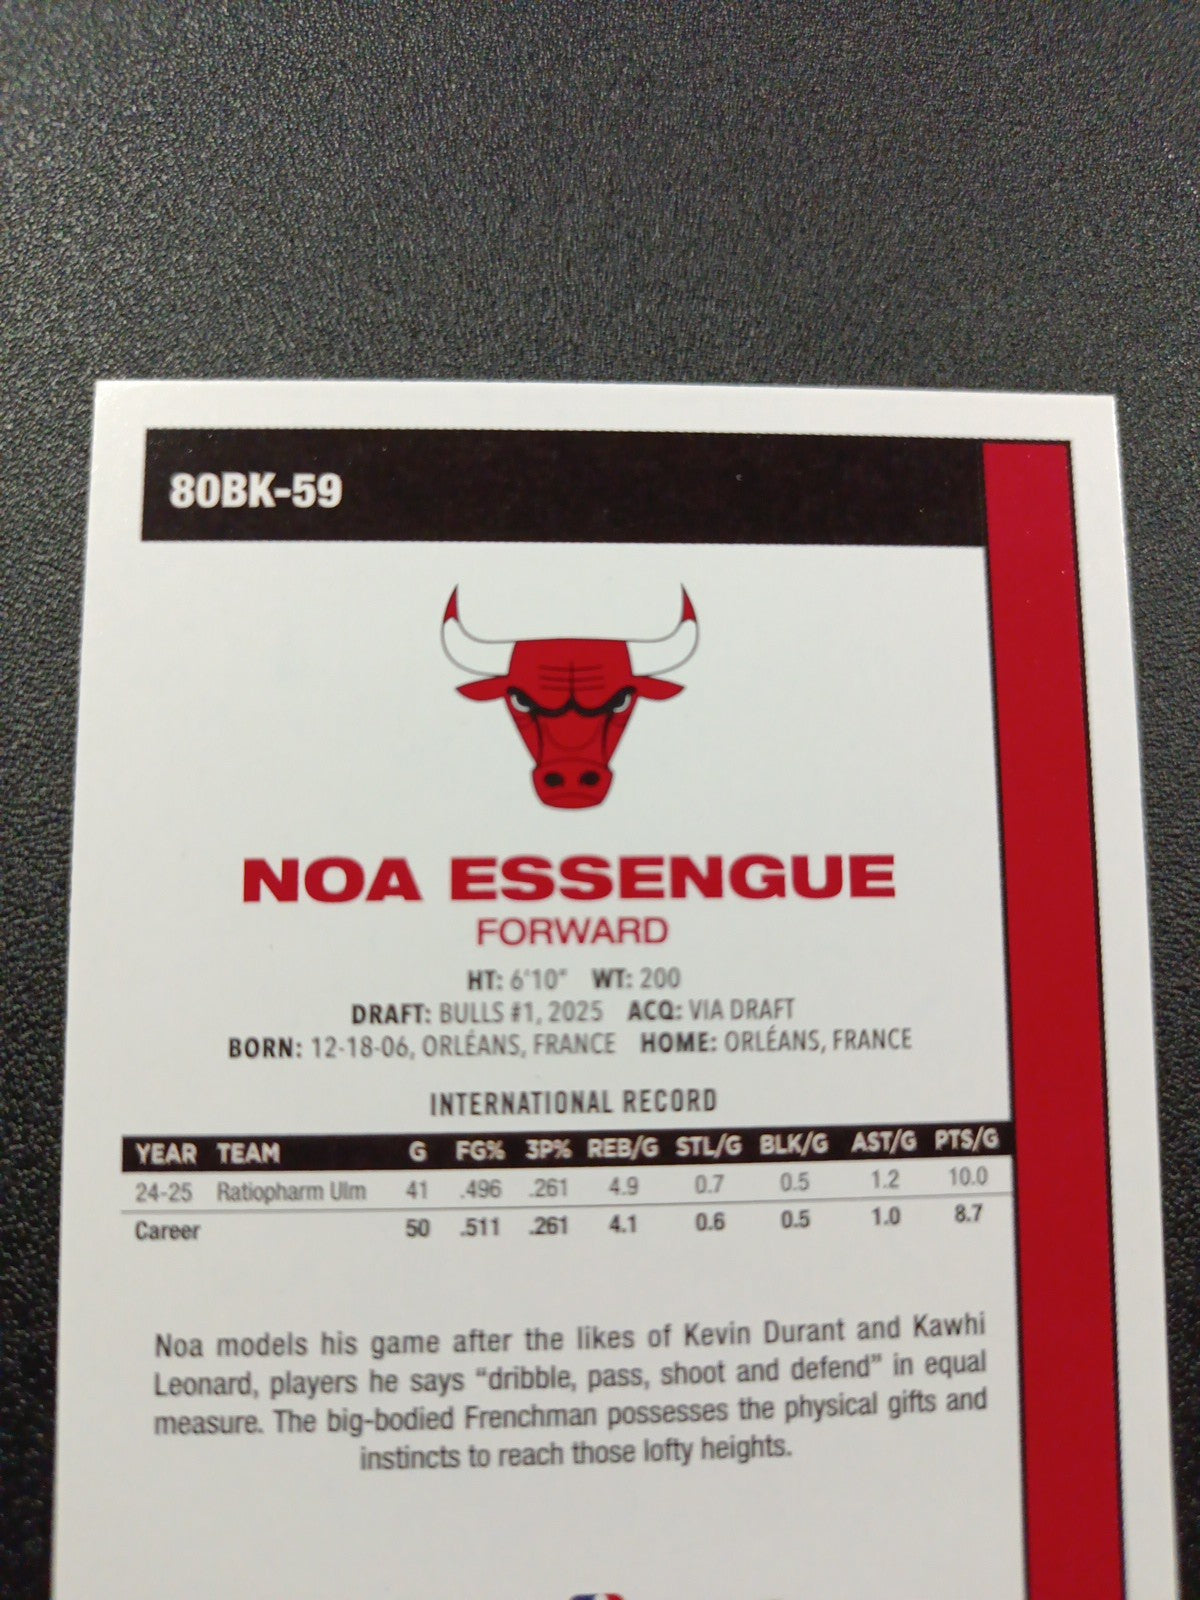 80BK-59
NOA ESSENGUE
FORWARD
HT: 6'10" WT: 200
DRAFT: BULLS #1, 2025 ACQ: VIA DRAFT
BORN: 12-18-06, ORLÉANS, FRANCE HOME: ORLÉANS, FRANCE
INTERNATIONAL RECORD
YEAR TEAM G FG% 3P% REB/G STL/G BLK/G AST/G PTS/G
24-25 Ratiopharm Ulm 41 .496 .261 4.9 0.7 0.5 1.2 10.0
Career 50 .511 .261 4.1 0.6 0.5 1.0 8.7
Noa models his game after the likes of Kevin Durant and Kawhi
Leonard, players he says “dribble, pass, shoot and defend” in equal
measure. The big-bodied Frenchman possesses the physical gifts and
instincts to reach those lofty heights.